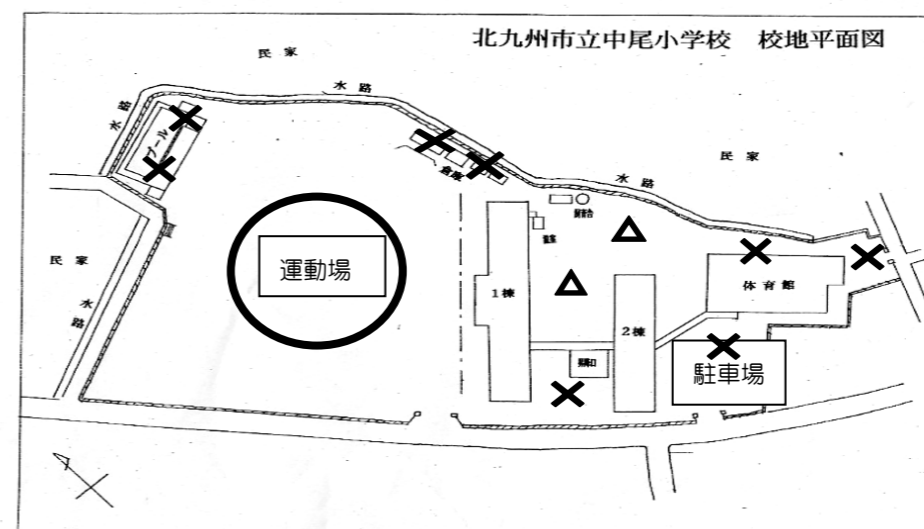 北九州市立中尾小学校 校地平面図
民家
水路
水路
プール
倉庫
民家
水路
民家
運動場
1棟
体育館
水路
2棟
駐車場